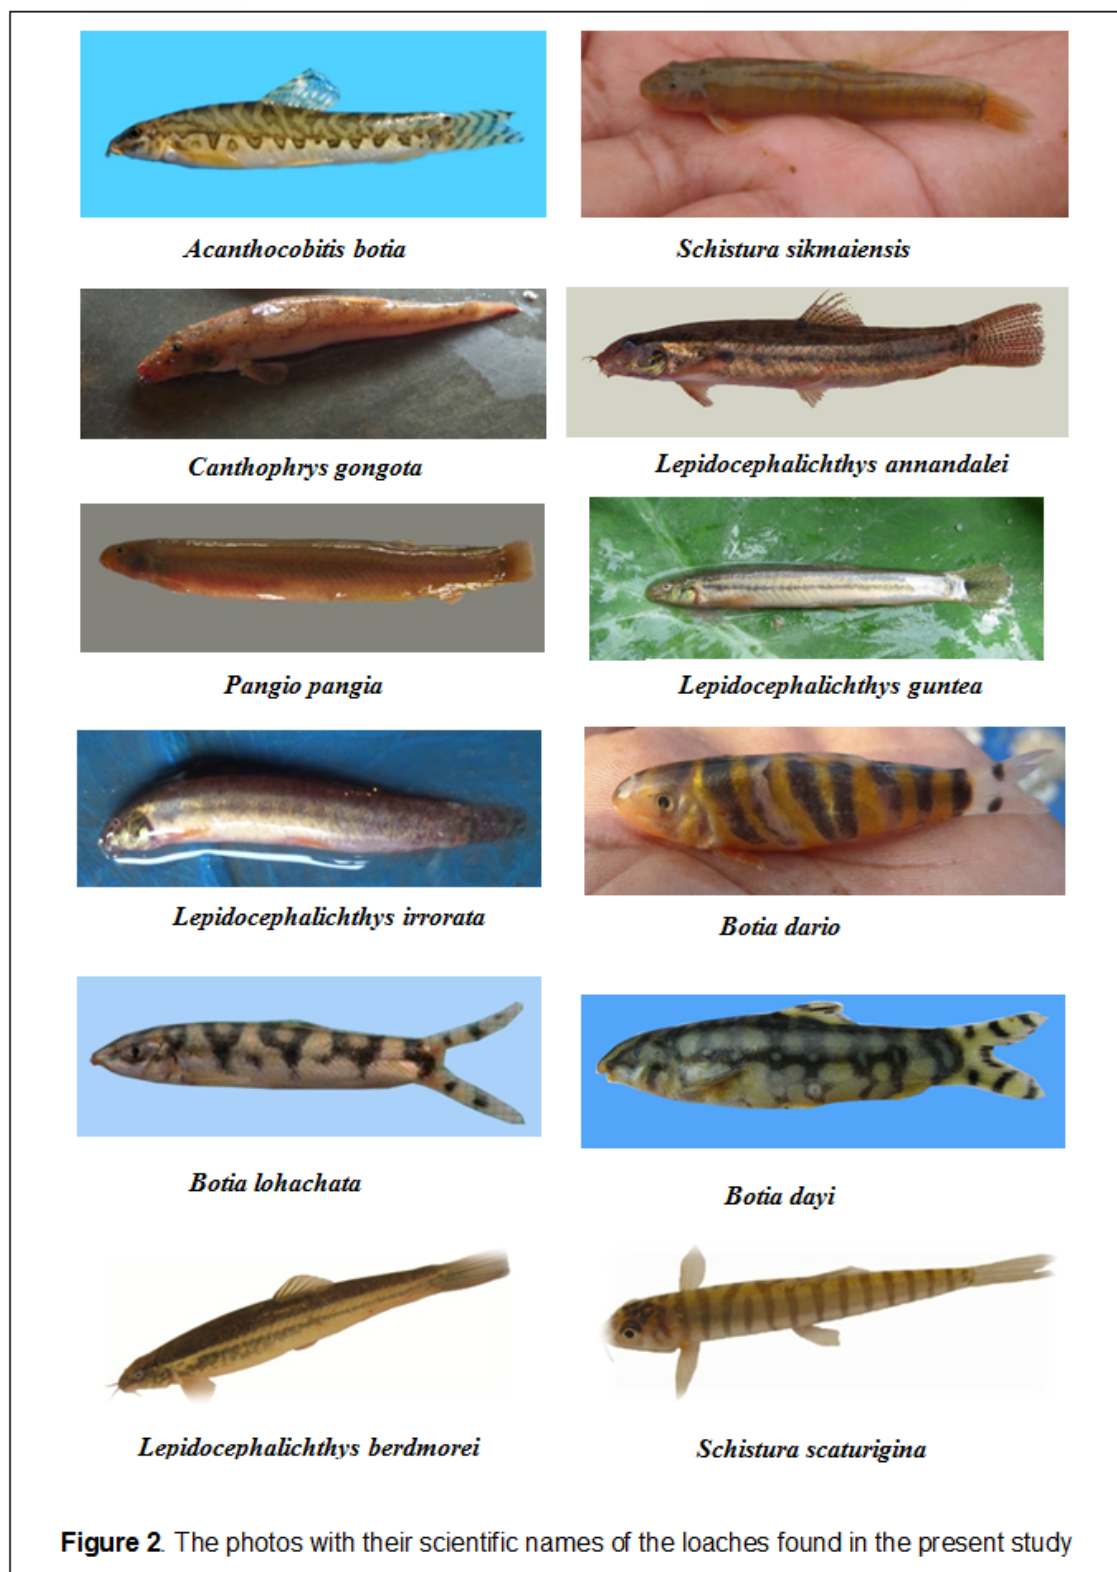 Acanthocobitis botia
Schistura sikmaiensis
Canthophrys gongota
Lepidocephalichthys annandalei
Pangio pangia
Lepidocephalichthys guntea
Lepidocephalichthys irrorata
Botia dario
Botia lohachata
Botia dayi
Lepidocephalichthys berdmorei
Schistura scaturigina
Figure 2. The photos with their scientific names of the loaches found in the present study